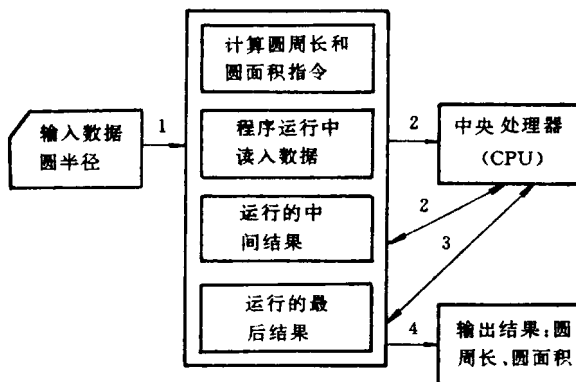 计算圆周长和
圆面积指令
输入数据
圆半径
1
程序运行中
读入数据
2
中央处理器
（CPU）
运行的中
间结果
2
3
运行的最
后结果
4
输出结果：圆
周长、圆面积